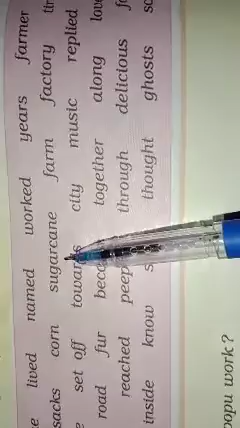 lived named worked years farmer
sacks corn sugarcane farm factory
set off towards city music replied
road fur together along
reached through delicious
inside know thought ghosts
work?